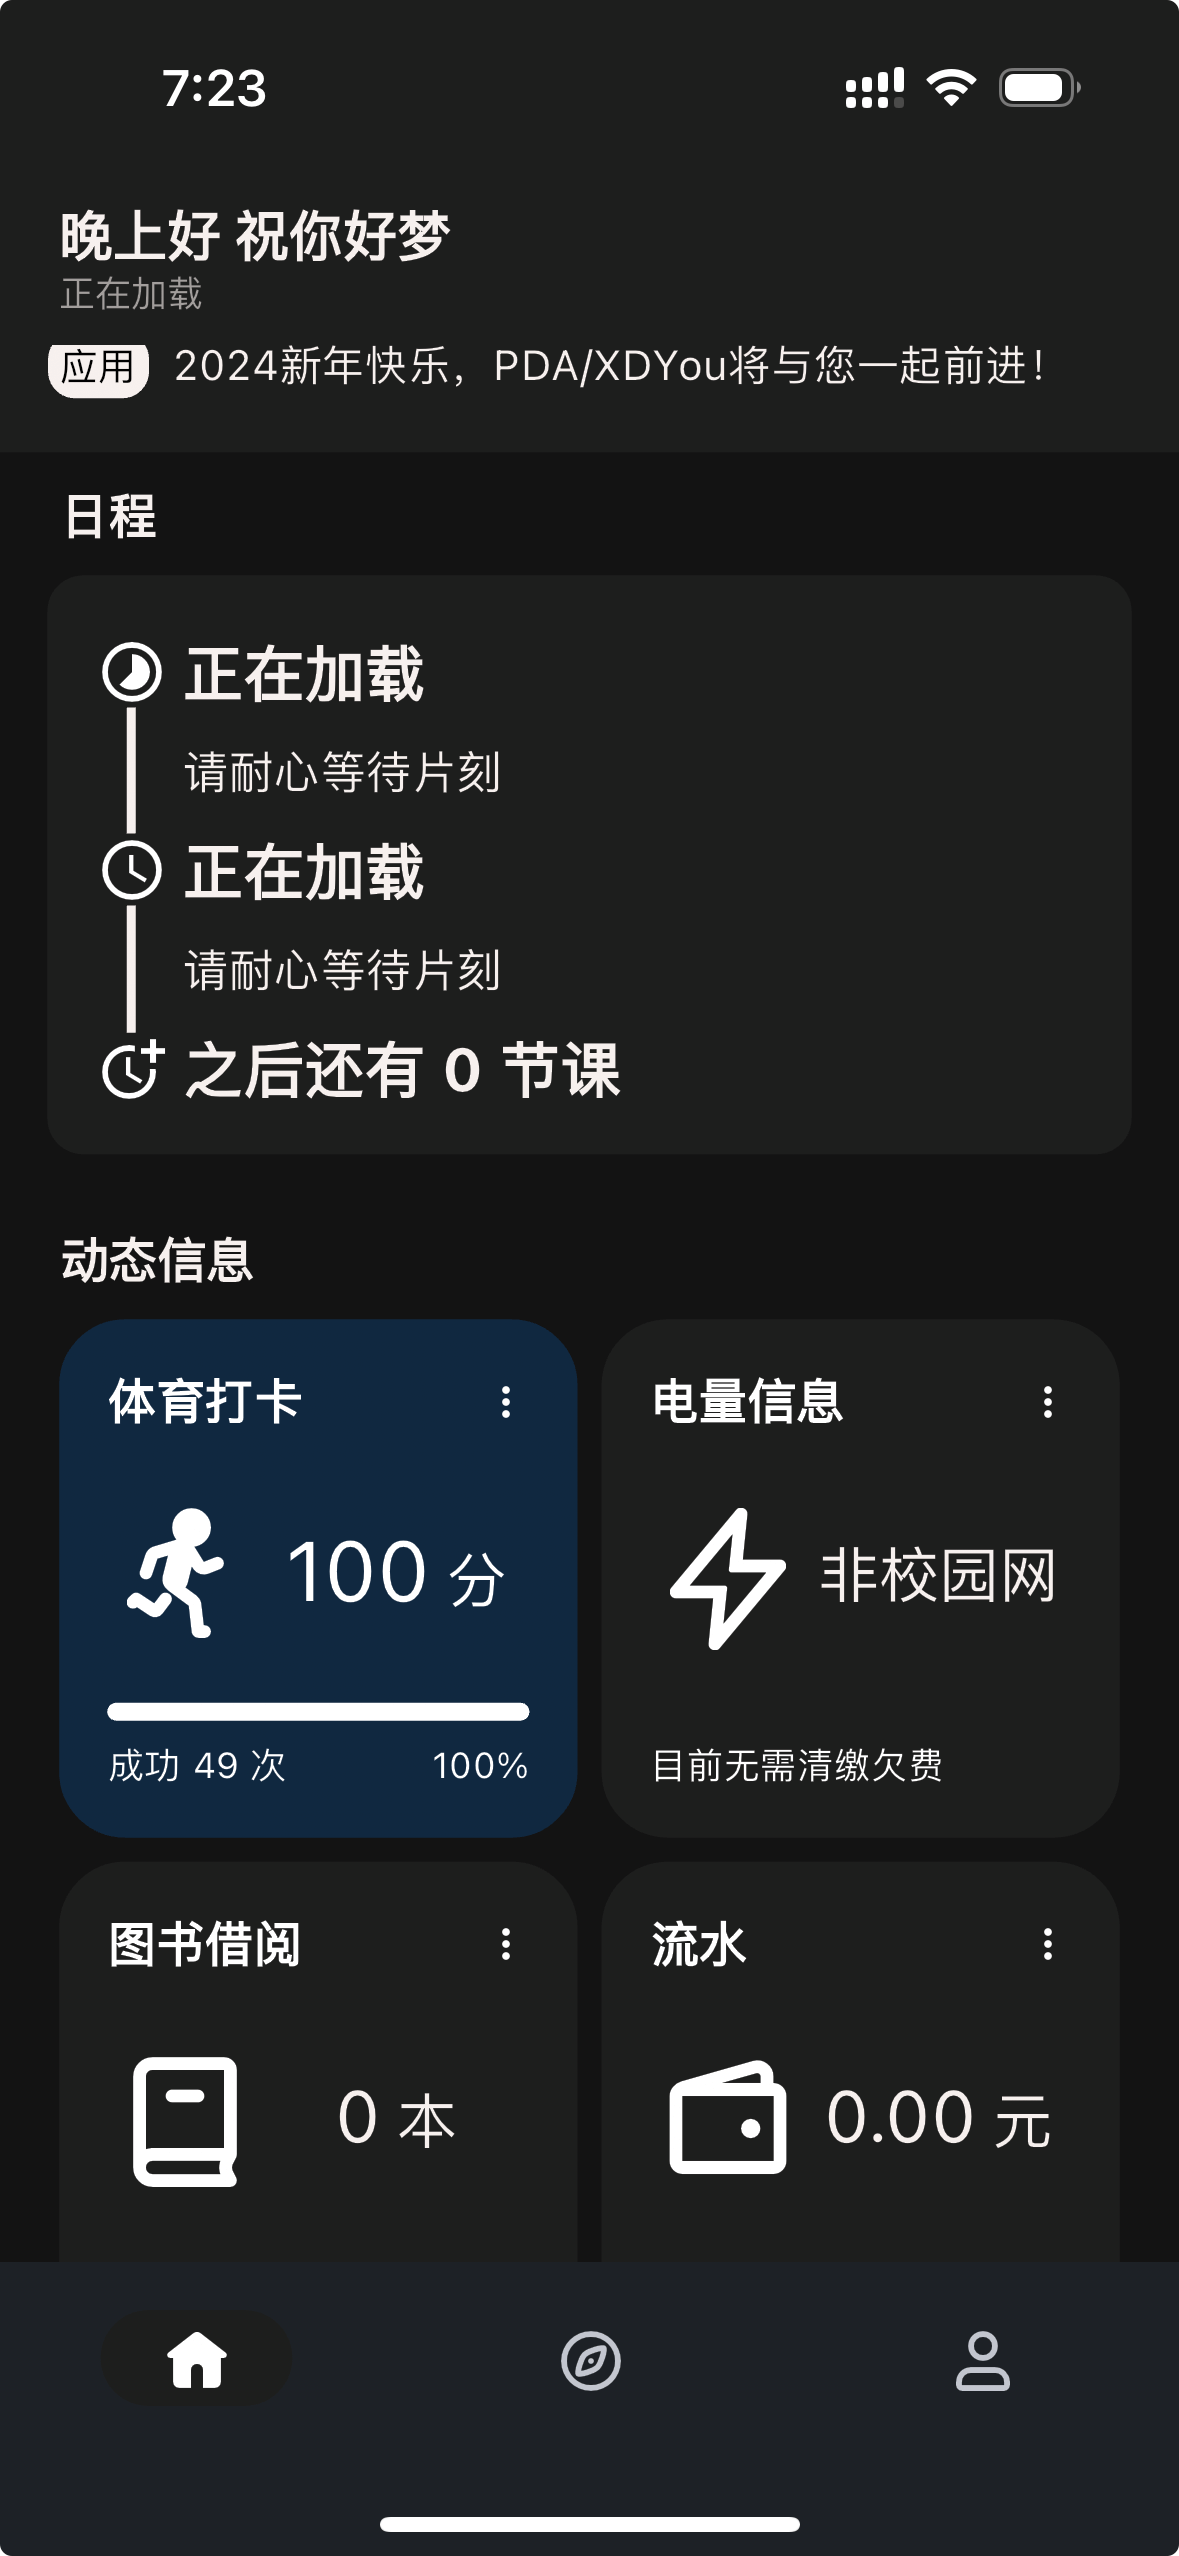 7:23
晚上好 祝你好梦
正在加载
应用 2024新年快乐，PDA/XDYou将与您一起前进！
日程
正在加载
请耐心等待片刻
正在加载
请耐心等待片刻
之后还有 0 节课
动态信息
体育打卡
100 分
成功 49 次 100%
电量信息
非校园网
目前无需清缴欠费
图书借阅
0 本
流水
0.00 元